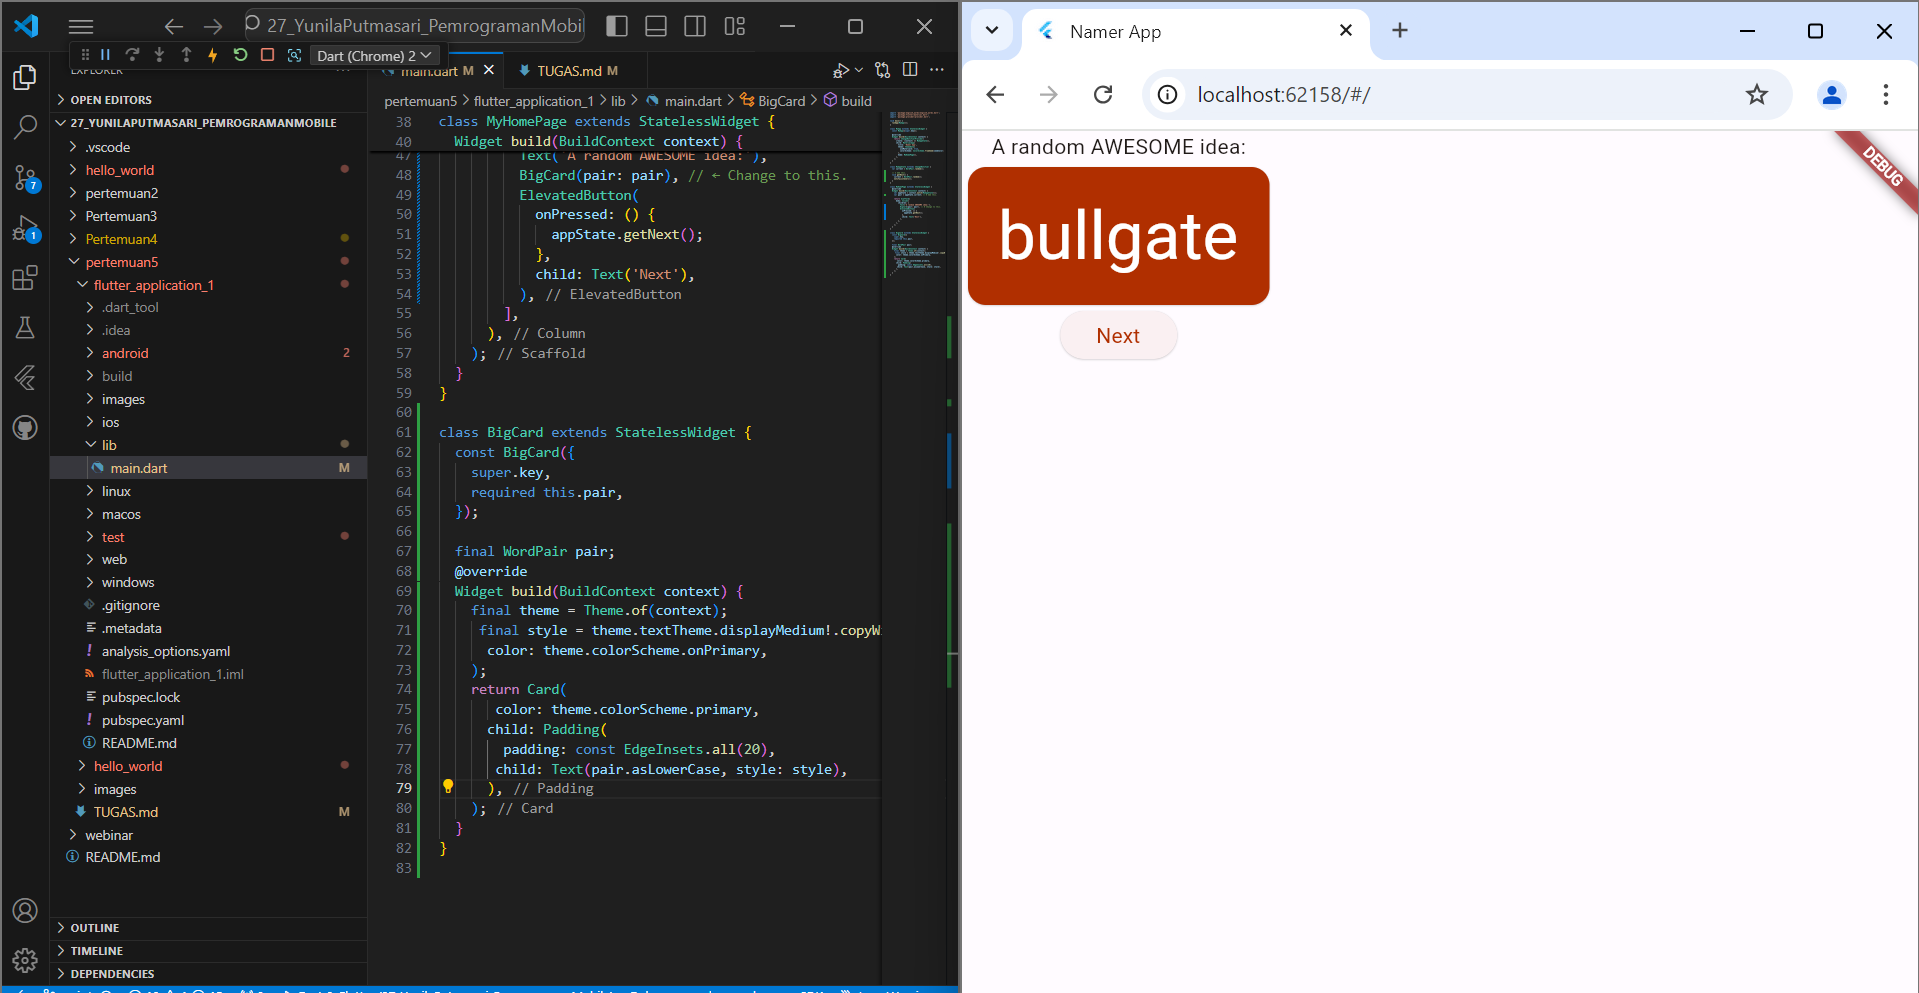 27_YunilaPutmasari_PemrogramanMobil
Dart (Chrome) 2
EXPLORER
OPEN EDITORS
27_YUNILAPUTMASARI_PEMROGRAMANMOBILE
.vscode
hello_world
pertemuan2
Pertemuan3
Pertemuan4
pertemuan5
flutter_application_1
.dart_tool
.idea
android 2
build
images
ios
lib
main.dart M
linux
macos
test
web
windows
.gitignore
.metadata
analysis_options.yaml
flutter_application_1.iml
pubspec.lock
pubspec.yaml
README.md
hello_world
images
TUGAS.md M
webinar
README.md
OUTLINE
TIMELINE
DEPENDENCIES
7
1
main.dart M
TUGAS.md M
pertemuan5 > flutter_application_1 > lib > main.dart > BigCard > build
38 class MyHomePage extends StatelessWidget {
40 Widget build(BuildContext context) {
47 Text('A random AWESOME idea:'),
48 BigCard(pair: pair), // ← Change to this.
49 ElevatedButton(
50 onPressed: () {
51 appState.getNext();
52 },
53 child: Text('Next'),
54 ), // ElevatedButton
55 ],
56 ), // Column
57 ); // Scaffold
58 }
59 }
60
61 class BigCard extends StatelessWidget {
62 const BigCard({
63 super.key,
64 required this.pair,
65 });
66
67 final WordPair pair;
68 @override
69 Widget build(BuildContext context) {
70 final theme = Theme.of(context);
71 final style = theme.textTheme.displayMedium!.copyW
72 color: theme.colorScheme.onPrimary,
73 );
74 return Card(
75 color: theme.colorScheme.primary,
76 child: Padding(
77 padding: const EdgeInsets.all(20),
78 child: Text(pair.asLowerCase, style: style),
79 ), // Padding
80 ); // Card
81 }
82 }
83
Namer App
localhost:62158/#/
A random AWESOME idea:
DEBUG
bullgate
Next